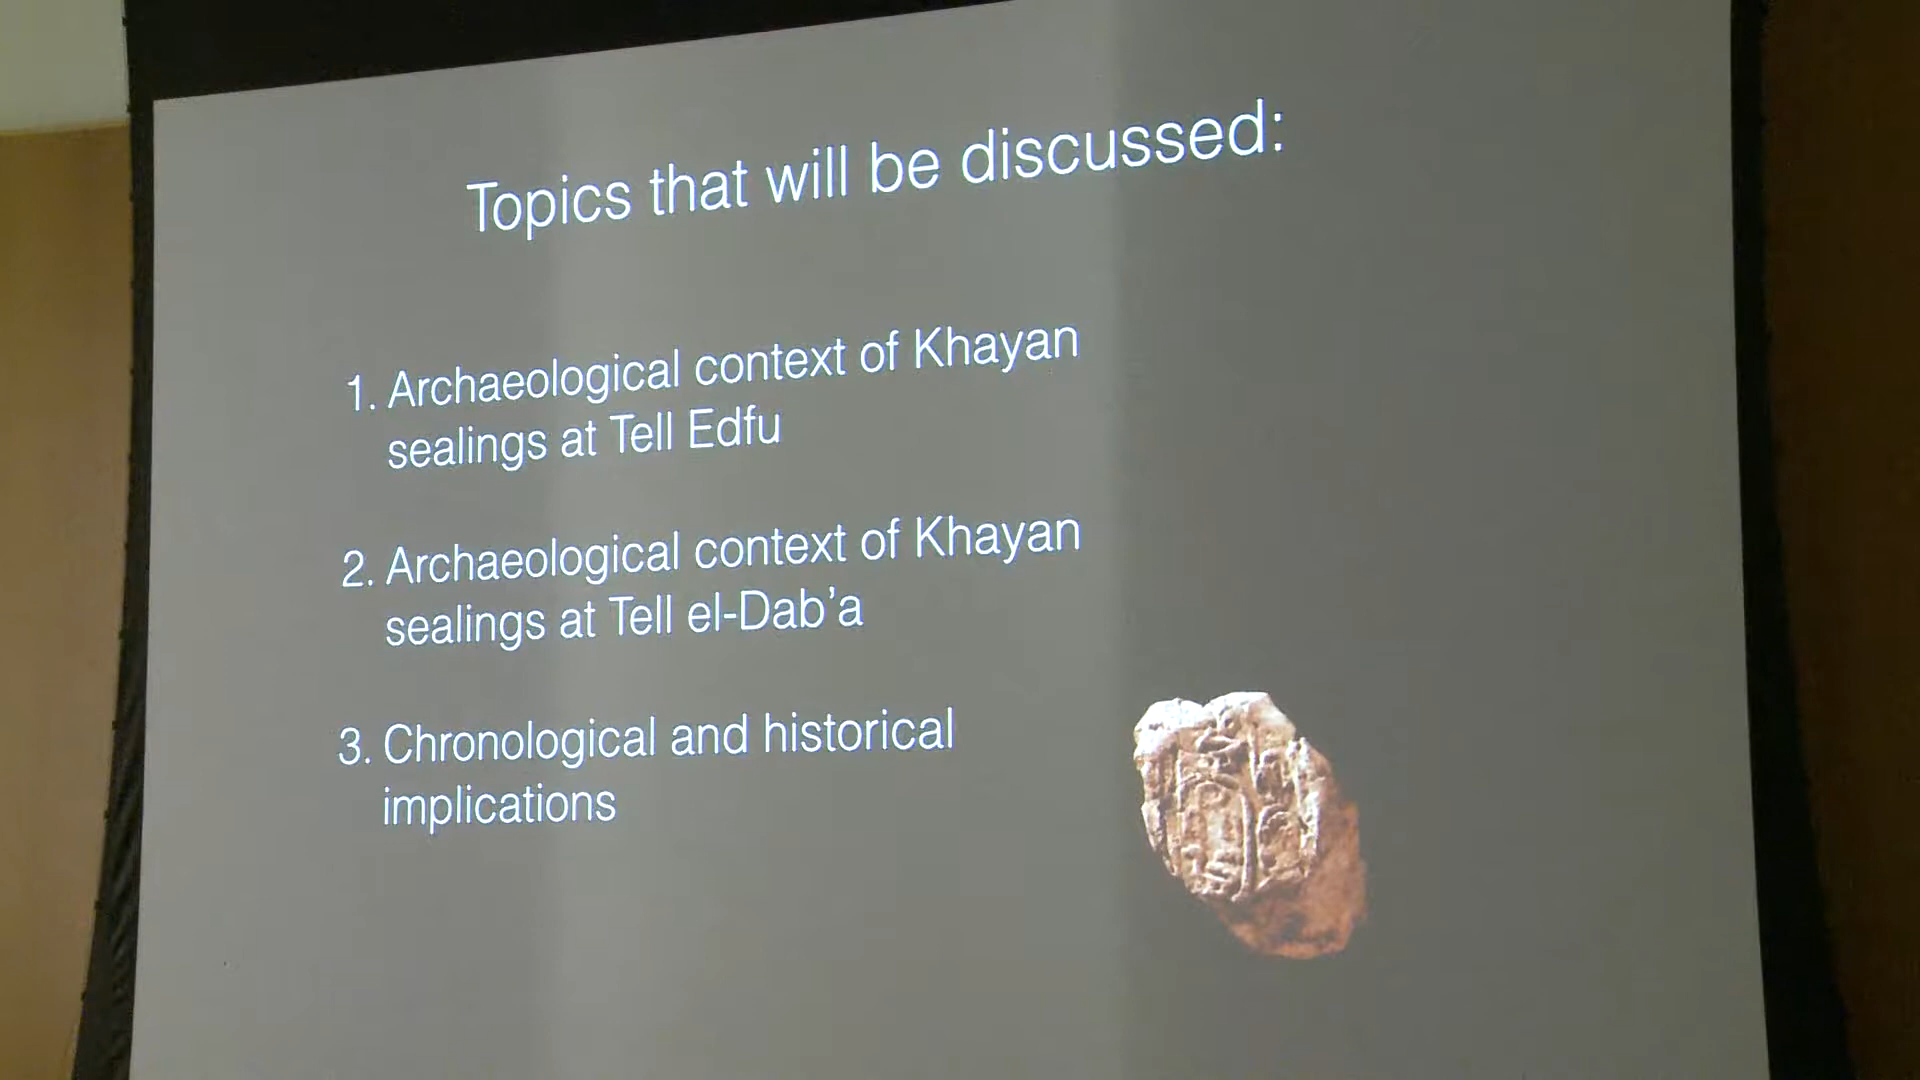 Topics that will be discussed:
1. Archaeological context of Khayan
sealings at Tell Edfu
2. Archaeological context of Khayan
sealings at Tell el-Dab’a
3. Chronological and historical
implications